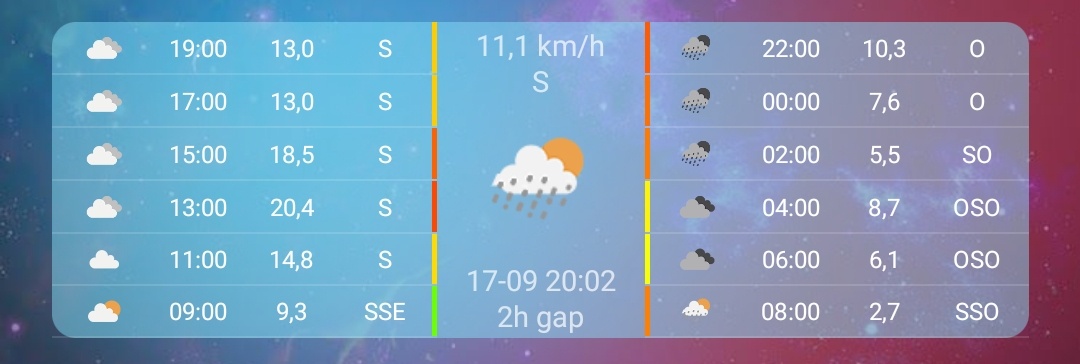 19:00 13,0 S
17:00 13,0 S
15:00 18,5 S
13:00 20,4 S
11:00 14,8 S
09:00 9,3 SSE
11,1 km/h
S
17-09 20:02
2h gap
22:00 10,3 O
00:00 7,6 O
02:00 5,5 SO
04:00 8,7 OSO
06:00 6,1 OSO
08:00 2,7 SSO